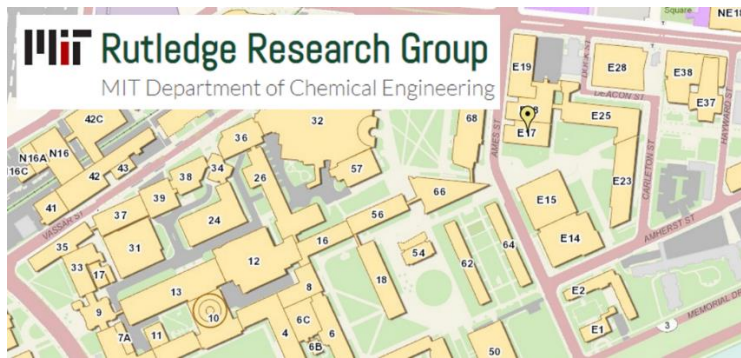 MiT Rutledge Research Group
MIT Department of Chemical Engineering
Square
NE18
E19
DOCK ST
E28
E38
DEACON ST
E37
HAYWARD ST
42C
32
68
AMES ST
E17
E25
36
N16A
N16
16C
43
42
38
34
26
57
CARLETON ST
E23
41
39
66
E15
VASSAR ST
37
24
56
AMHERST ST
35
31
16
54
E14
33
17
12
62
64
18
8
13
E2
MEMORIAL DR
9
10
6C
3
7A
11
4
6
6B
E1
50